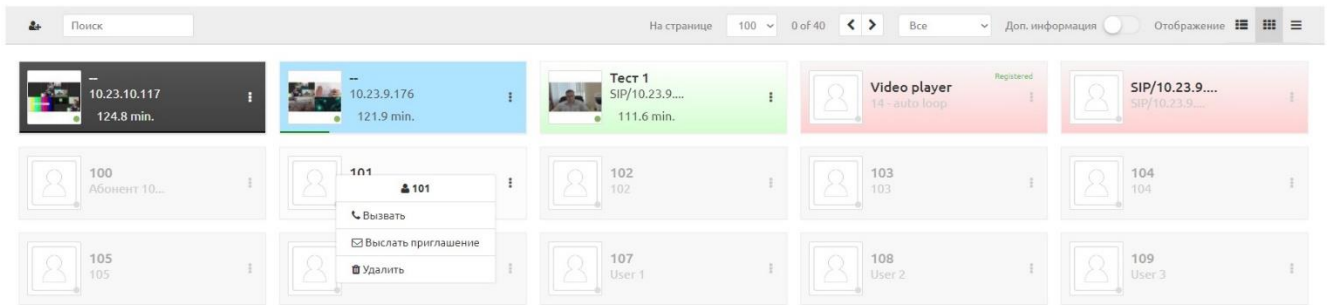 Поиск
На странице 100 0 of 40 Все Доп. информация Отображение
--
10.23.10.117
124.8 min.
--
10.23.9.176
121.9 min.
Тест 1
SIP/10.23.9....
111.6 min.
Registered
Video player
14 - auto loop
SIP/10.23.9....
SIP/10.23.9....
100
Абонент 10...
101
101
Вызвать
Выслать приглашение
Удалить
102
102
103
103
104
104
105
105
107
User 1
108
User 2
109
User 3